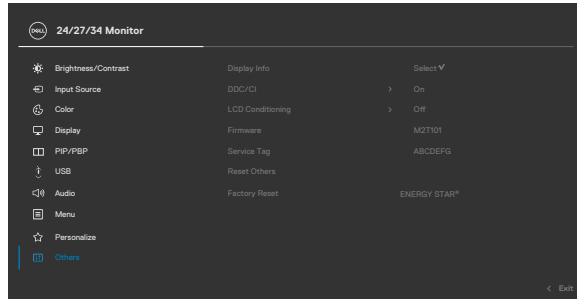 DELL 24/27/34 Monitor
Brightness/Contrast Display Info Select
Input Source DDC/CI > On
Color LCD Conditioning > Off
Display Firmware M2T101
PIP/PBP Service Tag ABCDEFG
USB Reset Others
Audio Factory Reset ENERGY STAR®
Menu
Personalize
Others
< Exit